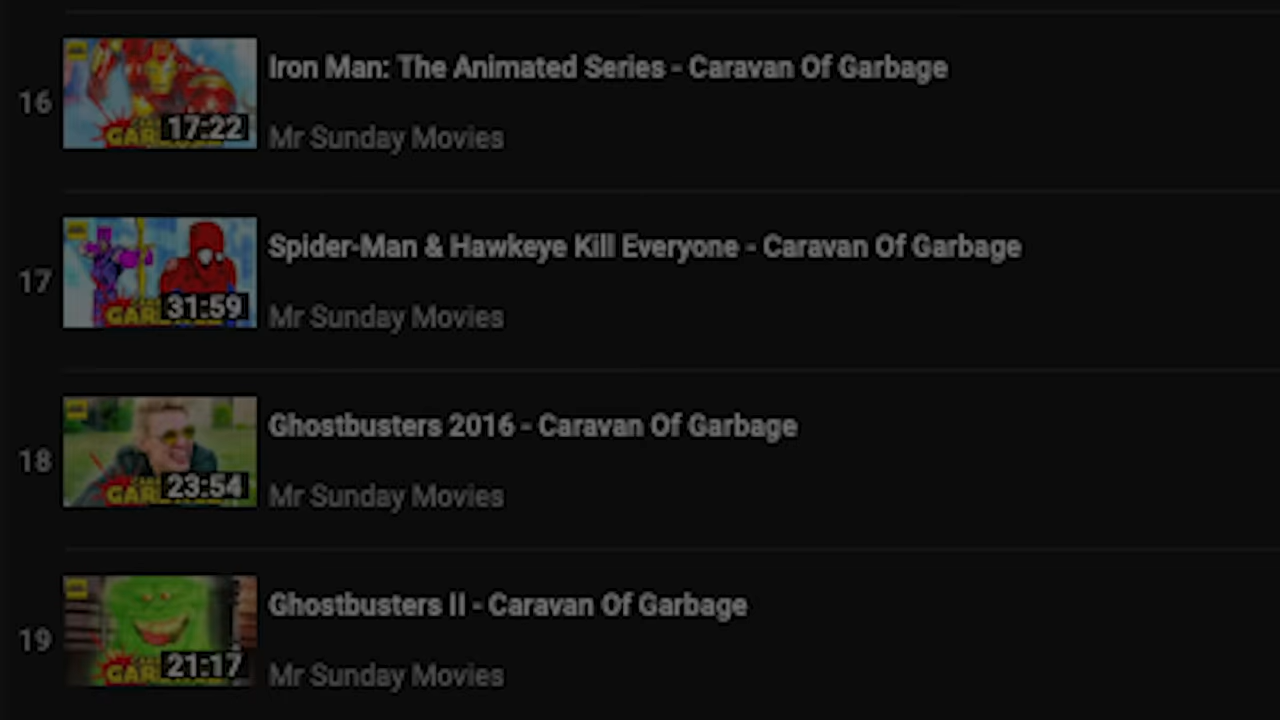 16
Iron Man: The Animated Series - Caravan Of Garbage
17:22
Mr Sunday Movies
17
Spider-Man & Hawkeye Kill Everyone - Caravan Of Garbage
31:59
Mr Sunday Movies
18
Ghostbusters 2016 - Caravan Of Garbage
23:54
Mr Sunday Movies
19
Ghostbusters II - Caravan Of Garbage
21:17
Mr Sunday Movies